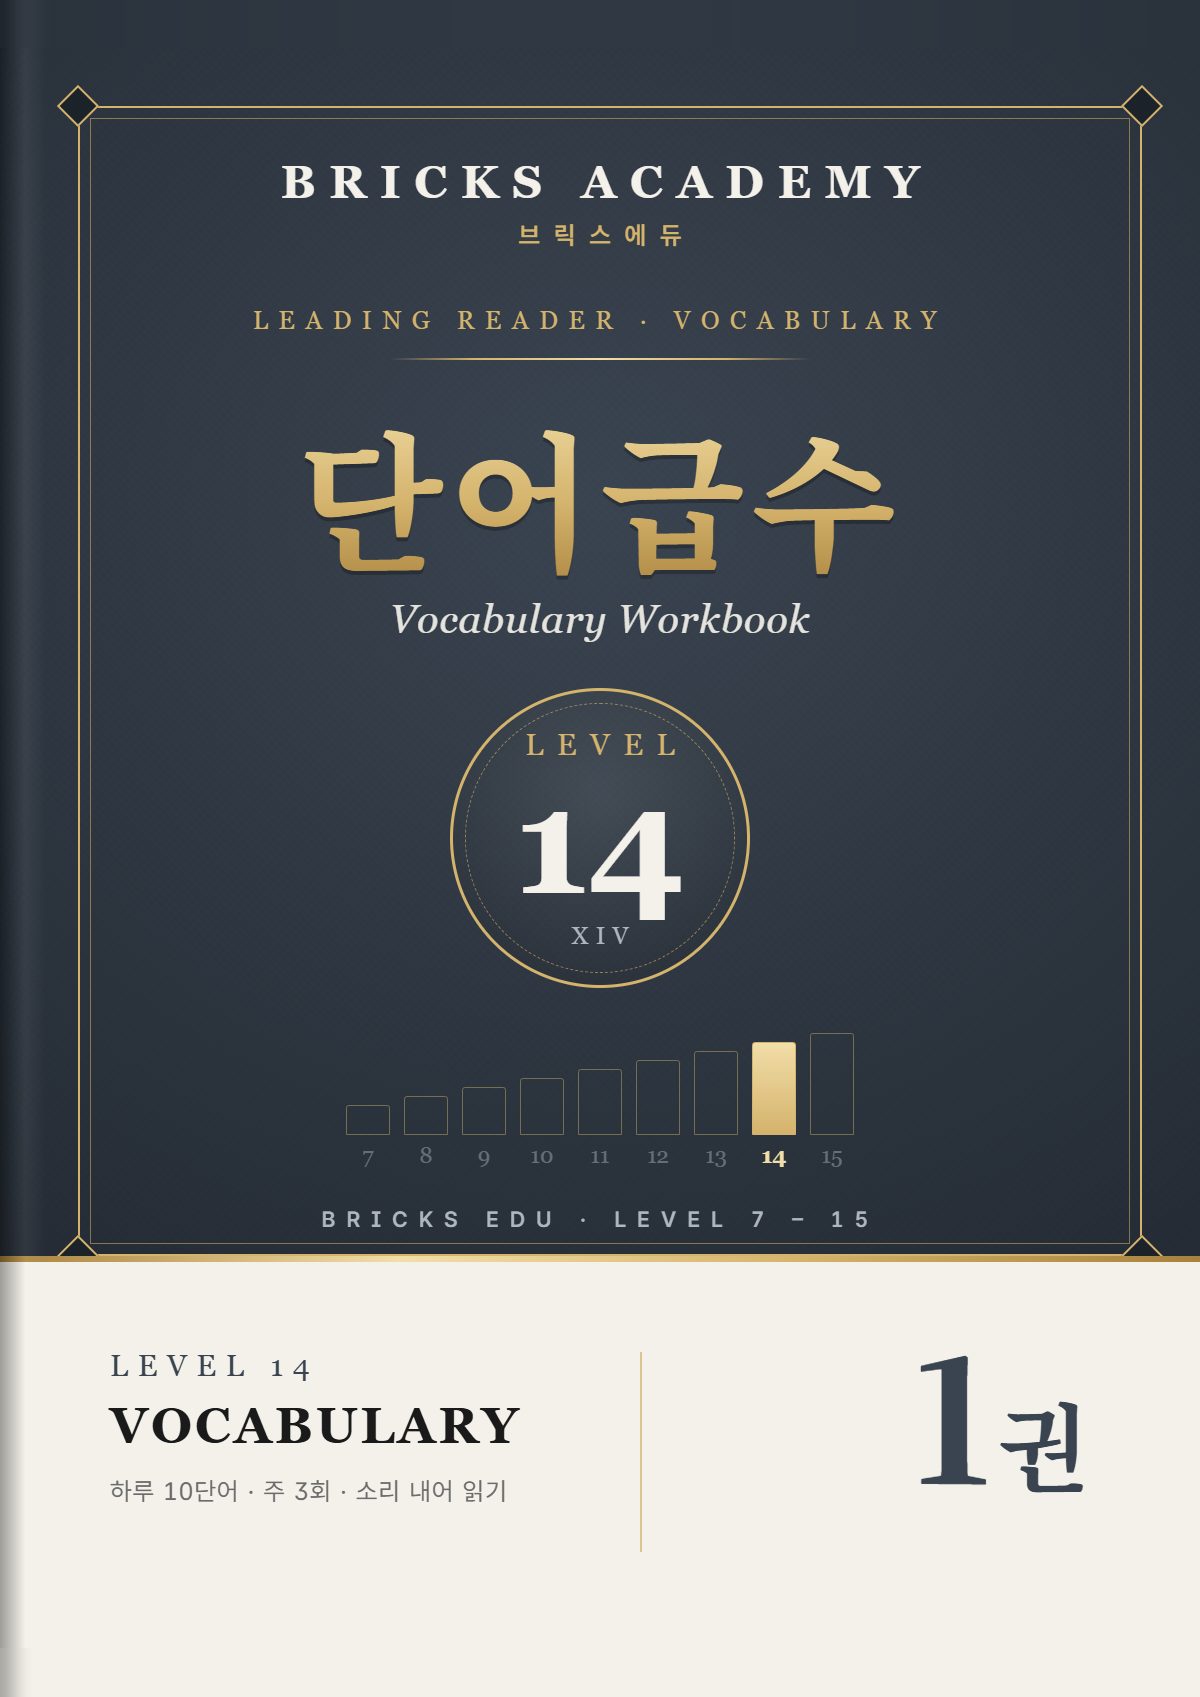 BRICKS ACADEMY
브릭스에듀
LEADING READER · VOCABULARY
단어급수
Vocabulary Workbook
LEVEL
14
XIV
7 8 9 10 11 12 13 14 15
BRICKS EDU · LEVEL 7 – 15
LEVEL 14
VOCABULARY
하루 10단어 · 주 3회 · 소리 내어 읽기
1권